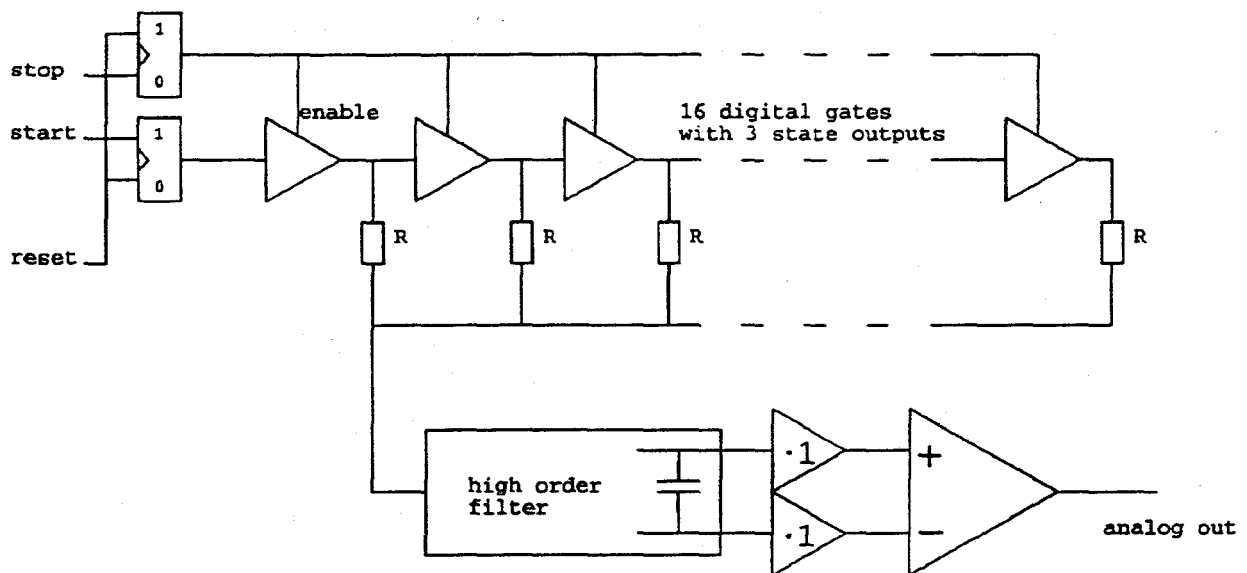 1
stop
0
enable
16 digital gates
with 3 state outputs
start
1
0
R
R
R
R
reset
·1
+
high order
filter
·1
−
analog out